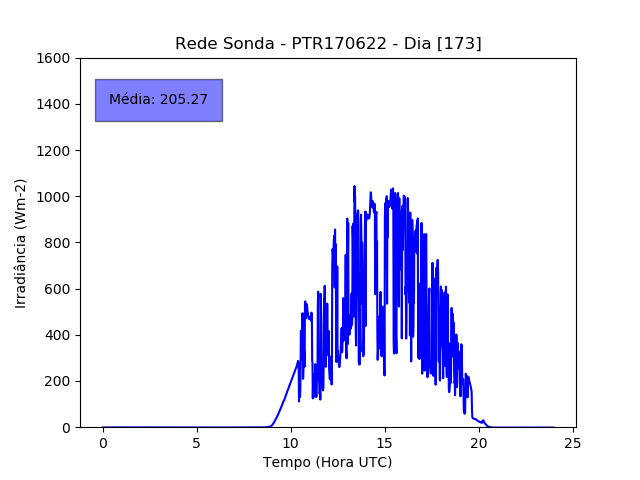 Rede Sonda - PTR170622 - Dia [173]
1600
1400
1200
1000
800
600
400
200
0
Média: 205.27
Irradiância (Wm-2)
0 5 10 15 20 25
Tempo (Hora UTC)